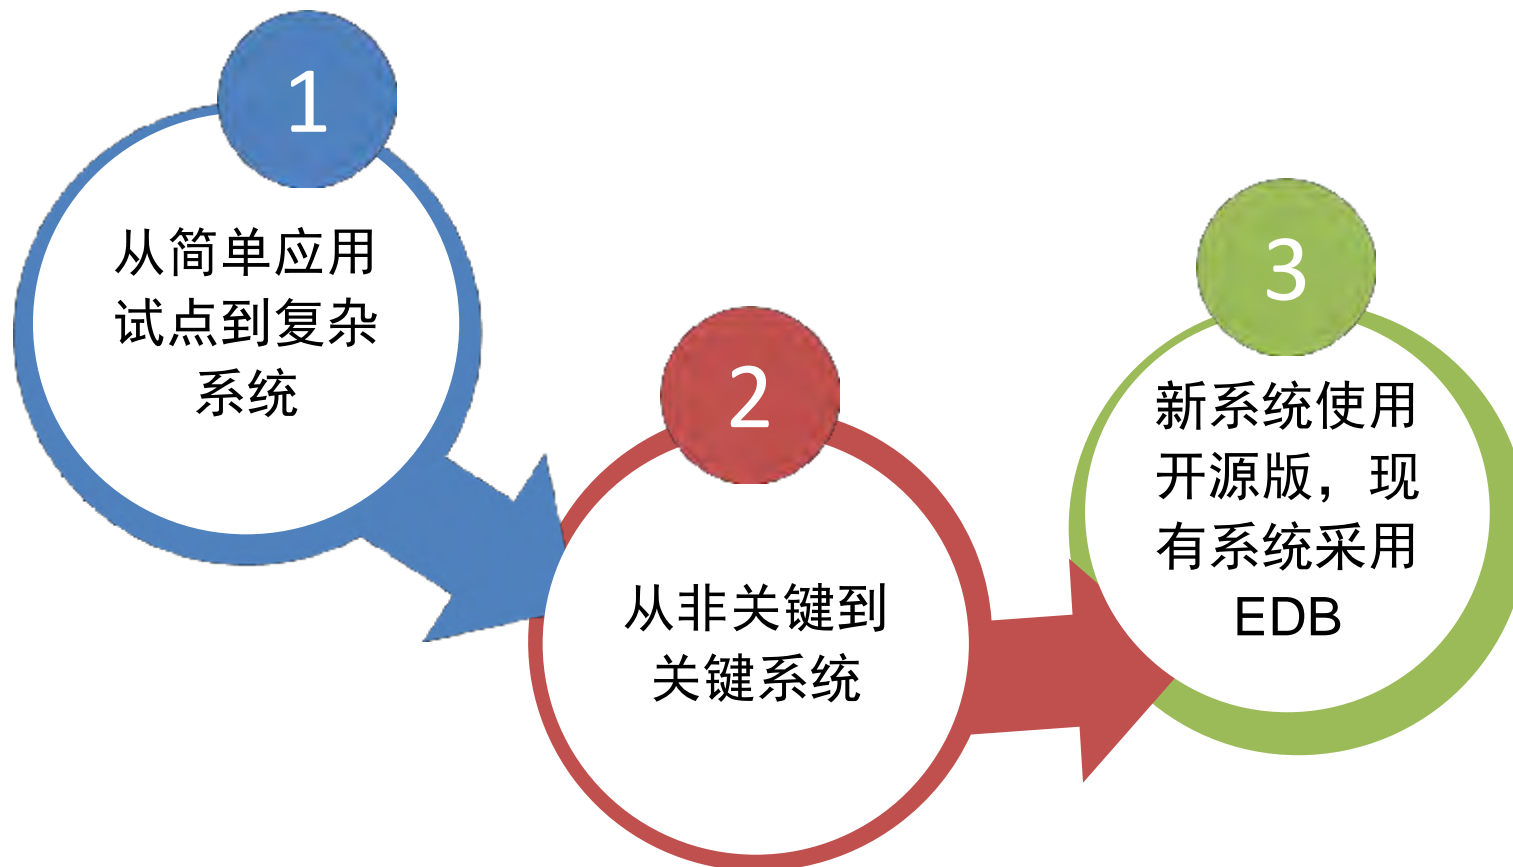 1
从简单应用
试点到复杂
系统
2
从非关键到
关键系统
3
新系统使用
开源版，现
有系统采用
EDB